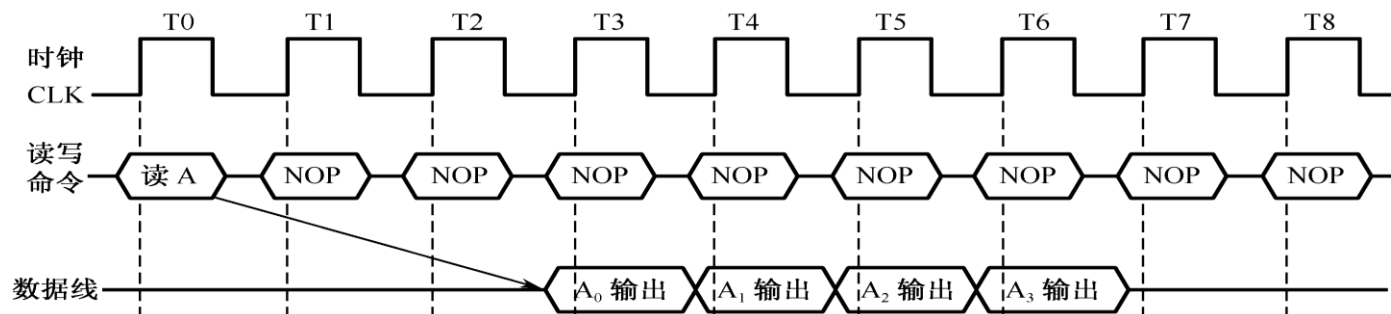 T0 T1 T2 T3 T4 T5 T6 T7 T8
时钟
CLK
读写
命令
读 A NOP NOP NOP NOP NOP NOP NOP NOP
数据线 A₀ 输出 A₁ 输出 A₂ 输出 A₃ 输出